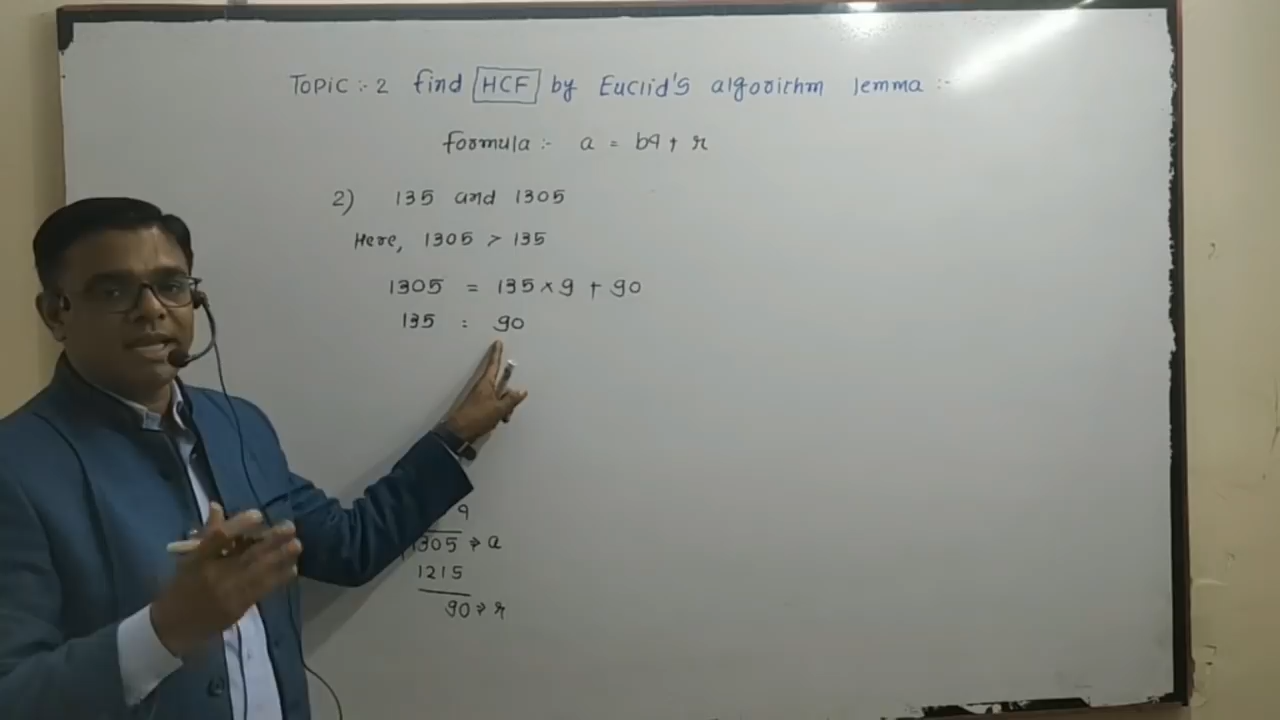 TOPIC :- 2 find HCF by Euclid's algorithm lemma :-
formula :- a = bq + r
2) 135 and 1305
Here, 1305 > 135
1305 = 135 × 9 + 90
135 = 90
9
1305 → a
1215
90 → r